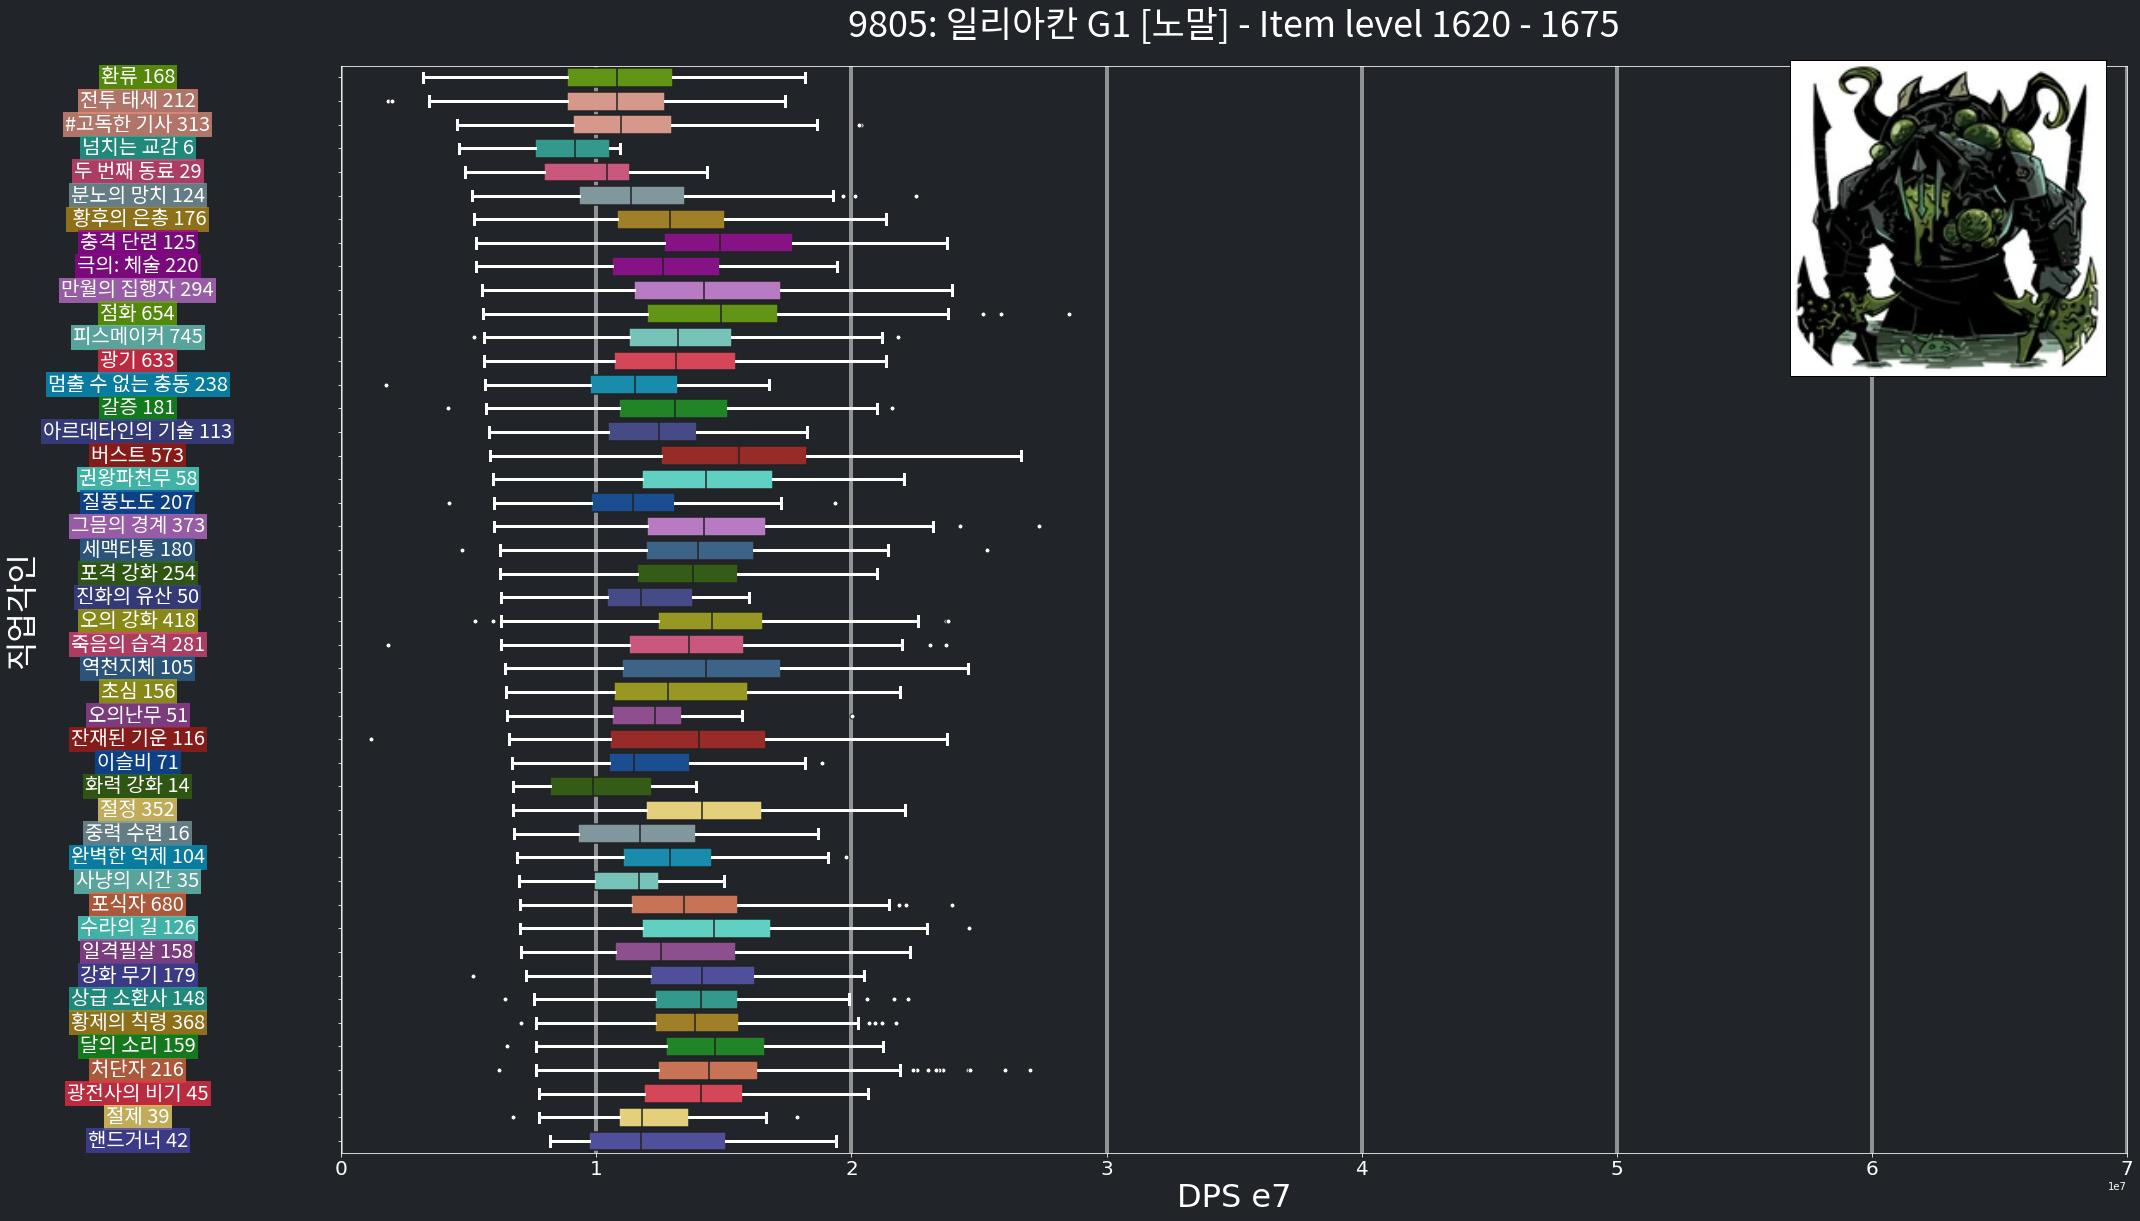 9805: 일리아칸 G1 [노말] - Item level 1620 - 1675
환류 168
전투 태세 212
#고독한 기사 313
넘치는 교감 6
두 번째 동료 29
분노의 망치 124
황후의 은총 176
충격 단련 125
극의: 체술 220
만월의 집행자 294
점화 654
피스메이커 745
광기 633
멈출 수 없는 충동 238
갈증 181
아르데타인의 기술 113
버스트 573
권왕파천무 58
질풍노도 207
그믐의 경계 373
세맥타통 180
포격 강화 254
진화의 유산 50
오의 강화 418
죽음의 습격 281
역천지체 105
초심 156
오의난무 51
잔재된 기운 116
이슬비 71
화력 강화 14
절정 352
중력 수련 16
완벽한 억제 104
사냥의 시간 35
포식자 680
수라의 길 126
일격필살 158
강화 무기 179
상급 소환사 148
황제의 칙령 368
달의 소리 159
처단자 216
광전사의 비기 45
절제 39
핸드거너 42
직업각인
0 1 2 3 4 5 6 7
1e7
DPS e7